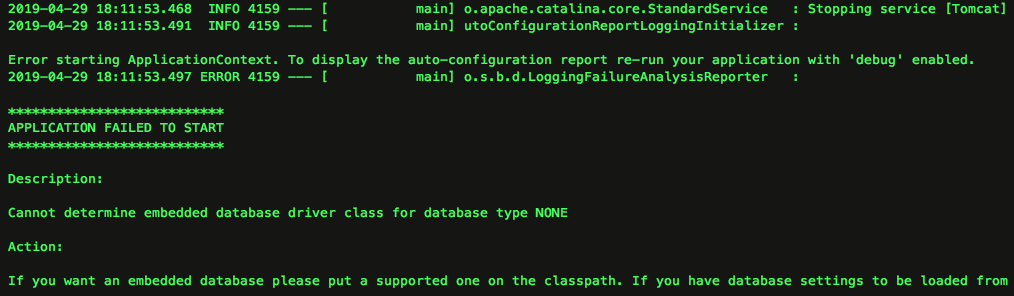 2019-04-29 18:11:53.468  INFO 4159 --- [           main] o.apache.catalina.core.StandardService   : Stopping service [Tomcat]
2019-04-29 18:11:53.491  INFO 4159 --- [           main] utoConfigurationReportLoggingInitializer :
Error starting ApplicationContext. To display the auto-configuration report re-run your application with 'debug' enabled.
2019-04-29 18:11:53.497 ERROR 4159 --- [           main] o.s.b.d.LoggingFailureAnalysisReporter   :
***************************
APPLICATION FAILED TO START
***************************
Description:
Cannot determine embedded database driver class for database type NONE
Action:
If you want an embedded database please put a supported one on the classpath. If you have database settings to be loaded from